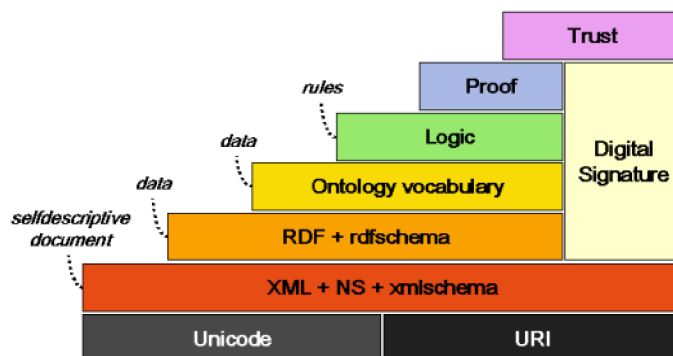 Trust
Proof
rules
Logic
data
Digital
Signature
Ontology vocabulary
data
RDF + rdfschema
selfdescriptive
document
XML + NS + xmlschema
Unicode
URI